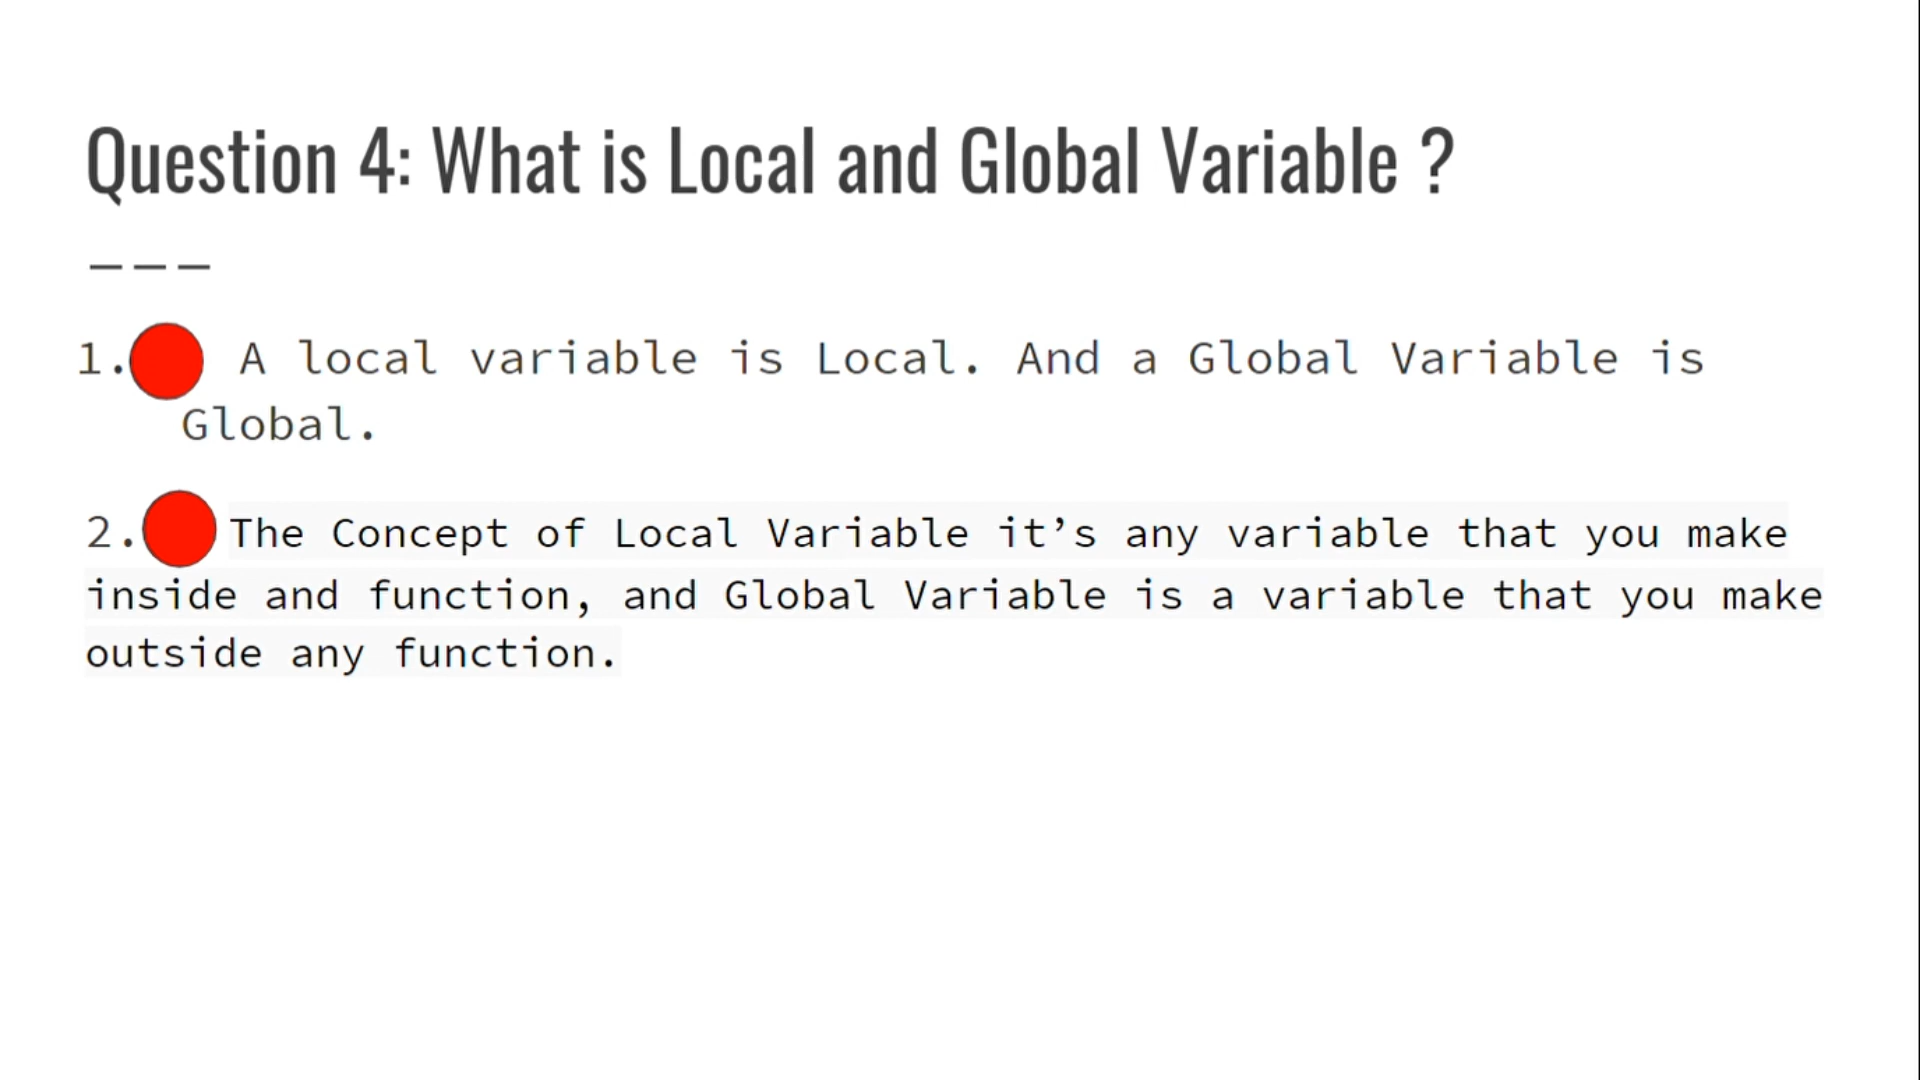 Question 4: What is Local and Global Variable ?
1. A local variable is Local. And a Global Variable is
Global.
2. The Concept of Local Variable it’s any variable that you make
inside and function, and Global Variable is a variable that you make
outside any function.